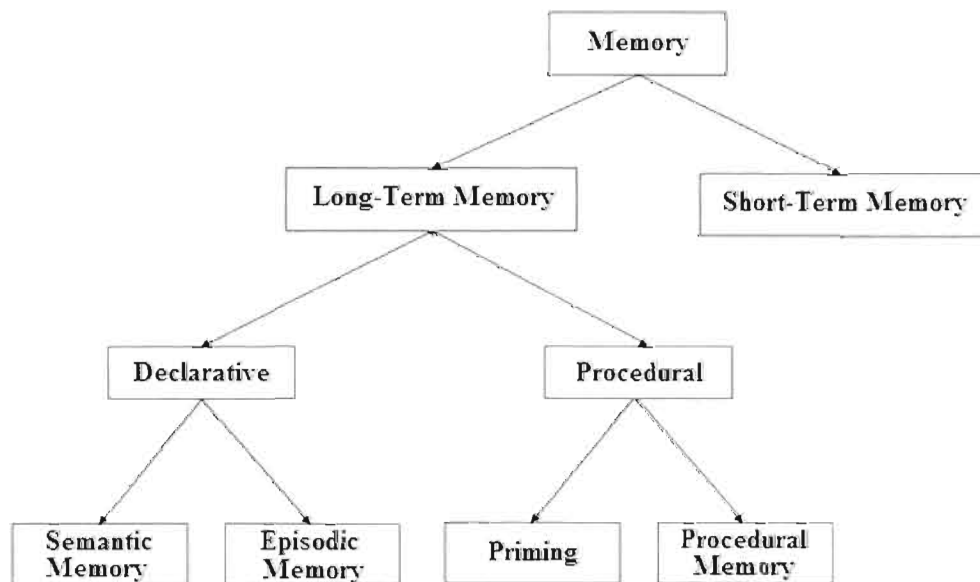 Memory
Long-Term Memory
Short-Term Memory
Declarative
Procedural
Semantic
Memory
Episodic
Memory
Priming
Procedural
Memory